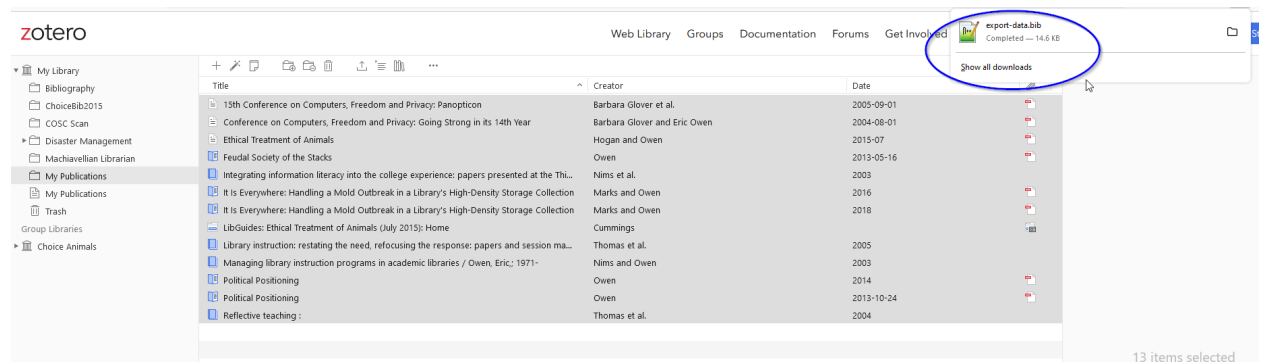 zotero
Web Library Groups Documentation Forums Get Involved
export-data.bib
Completed — 14.6 KB
Show all downloads
My Library
Bibliography
ChoiceBib2015
COSC Scan
Disaster Management
Machiavellian Librarian
My Publications
My Publications
Trash
Group Libraries
Choice Animals
Title Creator Date
15th Conference on Computers, Freedom and Privacy: Panopticon Barbara Glover et al. 2005-09-01
Conference on Computers, Freedom and Privacy: Going Strong in its 14th Year Barbara Glover and Eric Owen 2004-08-01
Ethical Treatment of Animals Hogan and Owen 2015-07
Feudal Society of the Stacks Owen 2013-05-16
Integrating information literacy into the college experience: papers presented at the Thi... Nims et al. 2003
It Is Everywhere: Handling a Mold Outbreak in a Library's High-Density Storage Collection Marks and Owen 2016
It Is Everywhere: Handling a Mold Outbreak in a Library's High-Density Storage Collection Marks and Owen 2018
LibGuides: Ethical Treatment of Animals (July 2015): Home Cummings
Library instruction: restating the need, refocusing the response: papers and session ma... Thomas et al. 2005
Managing library instruction programs in academic libraries / Owen, Eric,; 1971- Nims and Owen 2003
Political Positioning Owen 2014
Political Positioning Owen 2013-10-24
Reflective teaching : Thomas et al. 2004
13 items selected